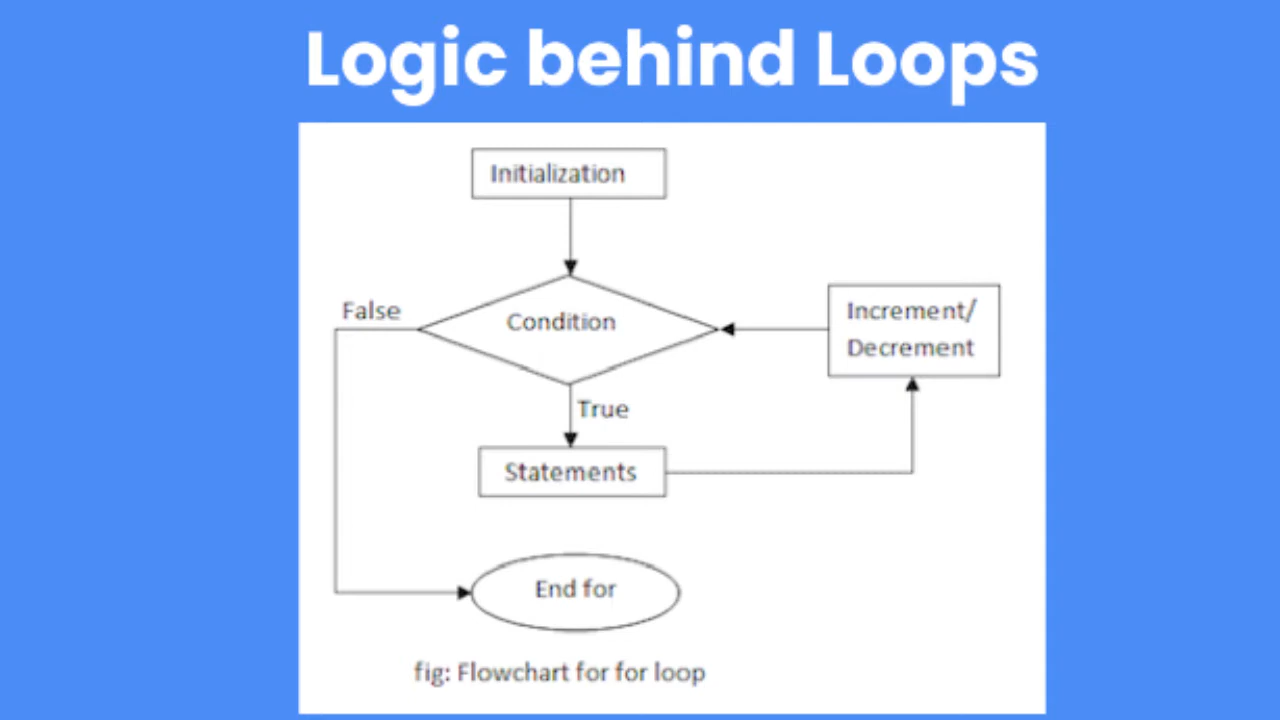 Logic behind Loops
Initialization
False
Condition
Increment/
Decrement
True
Statements
End for
fig: Flowchart for for loop